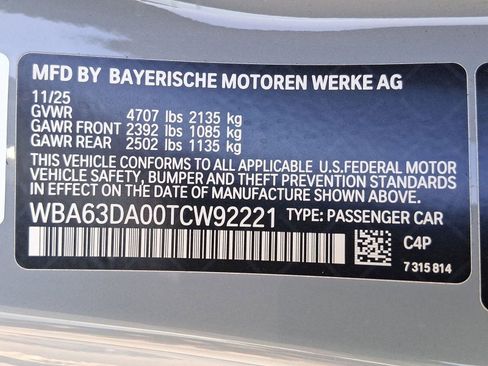 MFD BY BAYERISCHE MOTOREN WERKE AG
11/25
GVWR 4707 lbs 2135 kg
GAWR FRONT 2392 lbs 1085 kg
GAWR REAR 2502 lbs 1135 kg
THIS VEHICLE CONFORMS TO ALL APPLICABLE U.S.FEDERAL MOTOR
VEHICLE SAFETY, BUMPER AND THEFT PREVENTION STANDARDS
IN EFFECT ON THE DATE OF MANUFACTURE SHOWN ABOVE.
WBA63DA00TCW92221 TYPE: PASSENGER CAR
C4P
7 315 814